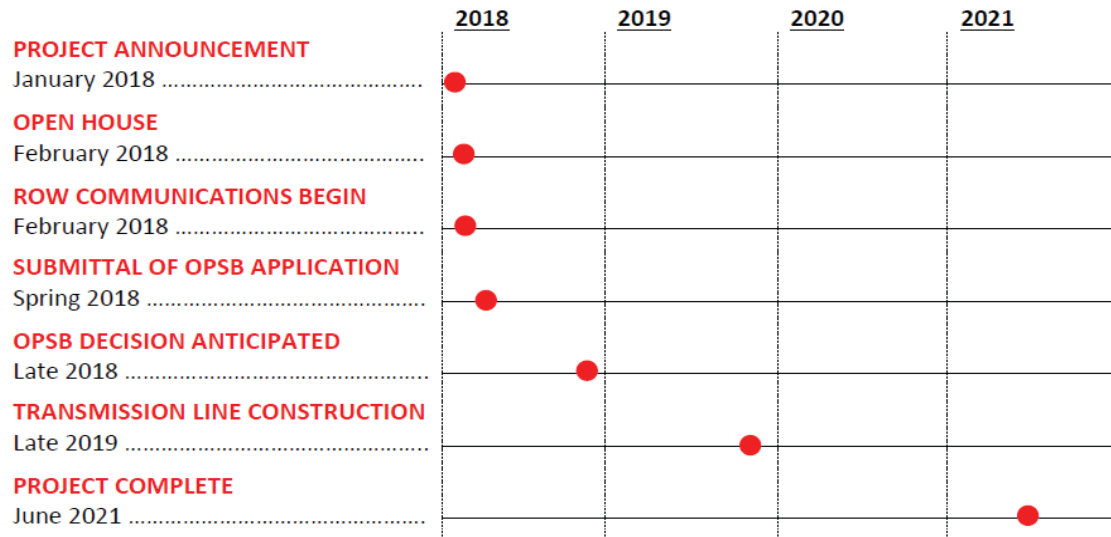 2018 2019 2020 2021
PROJECT ANNOUNCEMENT
January 2018 ........................................
OPEN HOUSE
February 2018 ......................................
ROW COMMUNICATIONS BEGIN
February 2018 ......................................
SUBMITTAL OF OPSB APPLICATION
Spring 2018 ..........................................
OPSB DECISION ANTICIPATED
Late 2018 ..............................................
TRANSMISSION LINE CONSTRUCTION
Late 2019 ..............................................
PROJECT COMPLETE
June 2021 .............................................